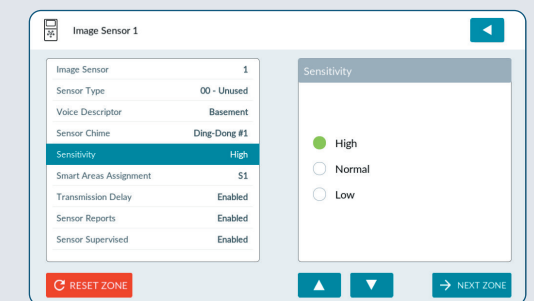 Image Sensor 1
Image Sensor 1
Sensor Type 00 - Unused
Voice Descriptor Basement
Sensor Chime Ding-Dong #1
Sensitivity High
Smart Areas Assignment S1
Transmission Delay Enabled
Sensor Reports Enabled
Sensor Supervised Enabled
Sensitivity
High
Normal
Low
RESET ZONE
NEXT ZONE